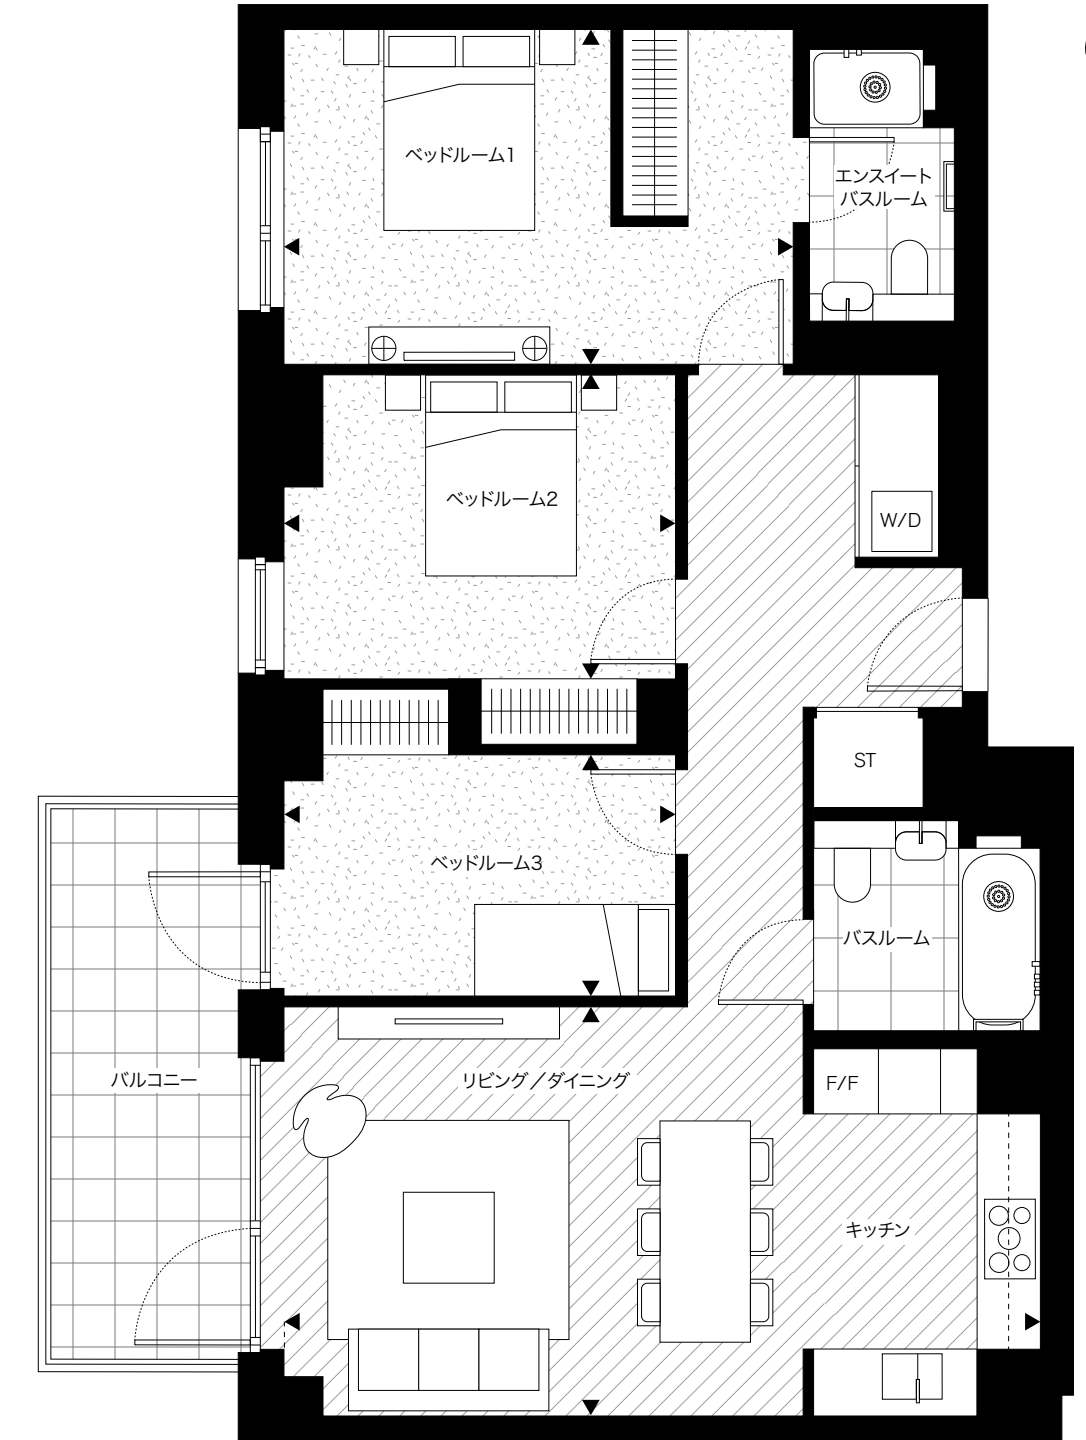 ベッドルーム1
エンスイート
バスルーム
ベッドルーム2
W/D
ST
ベッドルーム3
バスルーム
バルコニー
リビング／ダイニング
F/F
キッチン